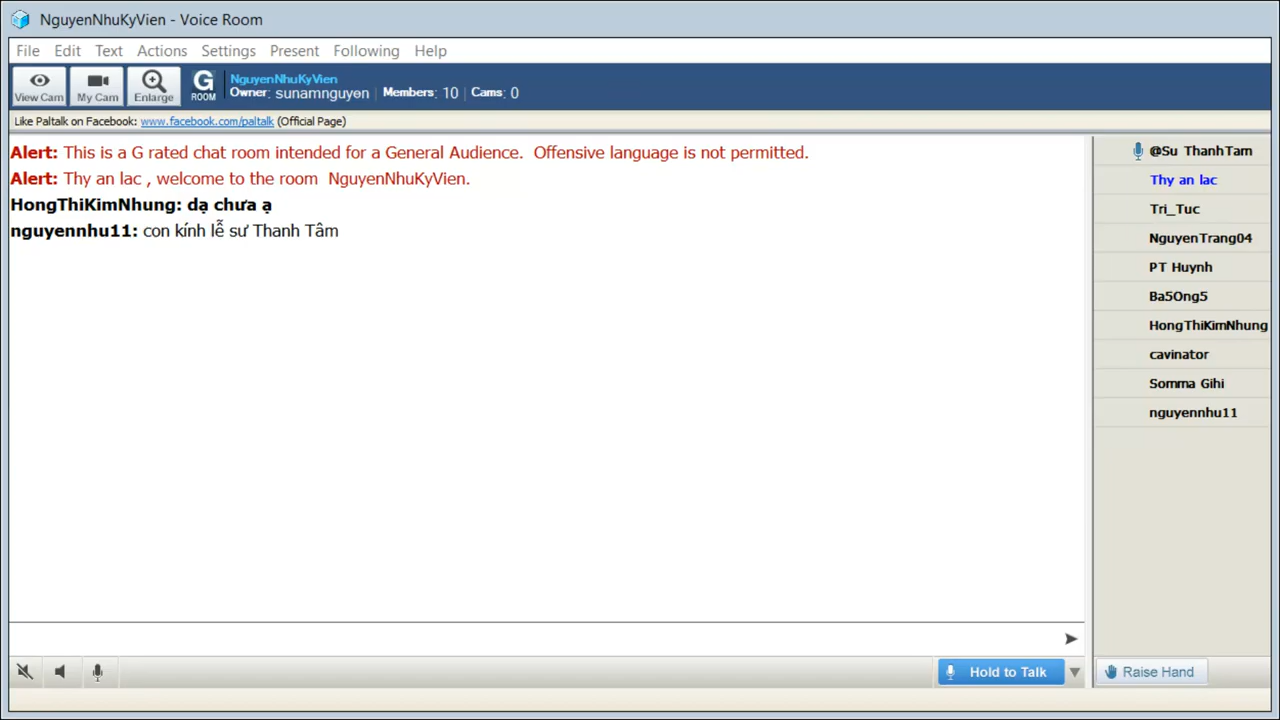 NguyenNhuKyVien - Voice Room
File Edit Text Actions Settings Present Following Help
View Cam My Cam Enlarge G ROOM
NguyenNhuKyVien
Owner: sunamnguyen Members: 10 Cams: 0
Like Paltalk on Facebook: www.facebook.com/paltalk (Official Page)
Alert: This is a G rated chat room intended for a General Audience. Offensive language is not permitted.
Alert: Thy an lac , welcome to the room NguyenNhuKyVien.
HongThiKimNhung: dạ chưa ạ
nguyennhu11: con kính lễ sư Thanh Tâm
@Su ThanhTam
Thy an lac
Tri_Tuc
NguyenTrang04
PT Huynh
Ba5Ong5
HongThiKimNhung
cavinator
Somma Gihi
nguyennhu11
Hold to Talk
Raise Hand